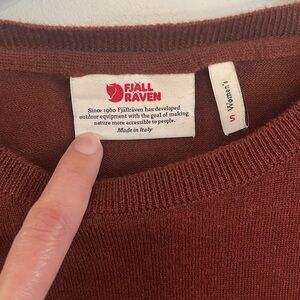 FJÄLL
RÄVEN
Since 1960 Fjällräven has developed
outdoor equipment with the goal of making
nature more accessible to people.
Made in Italy
Women's
S